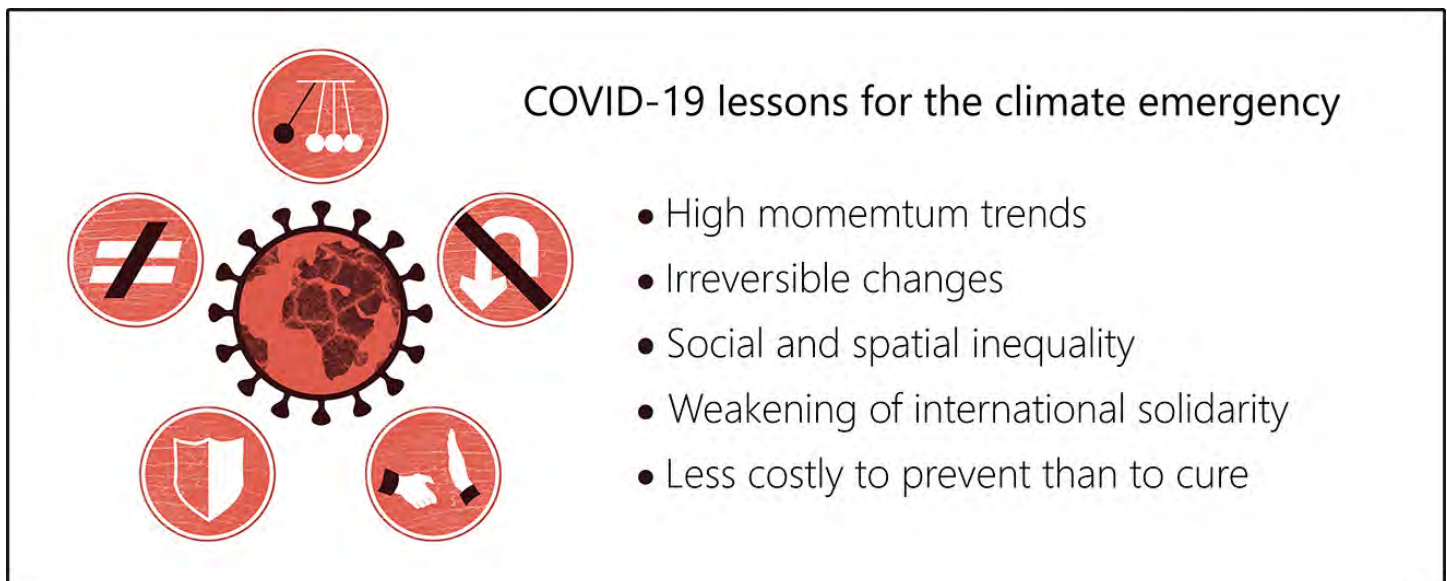 COVID-19 lessons for the climate emergency
• High momemtum trends
• Irreversible changes
• Social and spatial inequality
• Weakening of international solidarity
• Less costly to prevent than to cure